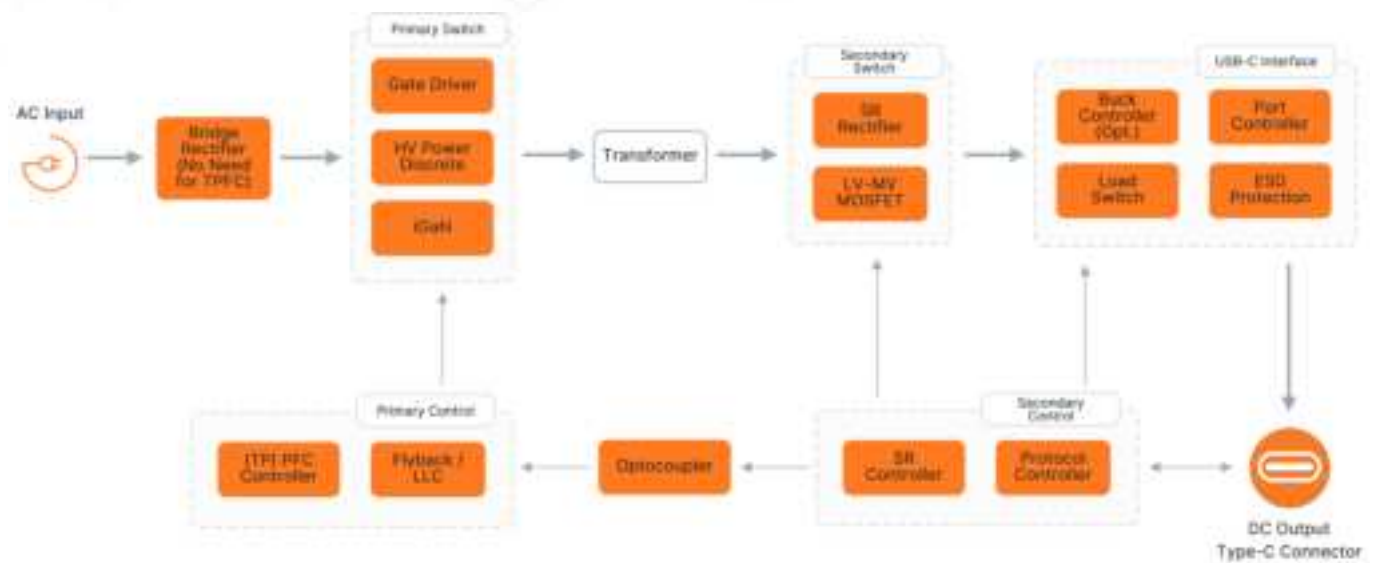 Primary Switch
Gate Driver
HV Power
Discrete
iGaN
AC Input
Bridge
Rectifier
(No Need
for TPFC)
Transformer
Secondary
Switch
SR
Rectifier
LV-MV
MOSFET
USB-C Interface
Buck
Controller
(Opt.)
Port
Controller
Load
Switch
ESD
Protection
Primary Control
PFC
Controller
Flyback /
LLC
Optocoupler
Secondary
Control
SR
Controller
Protocol
Controller
DC Output
Type-C Connector